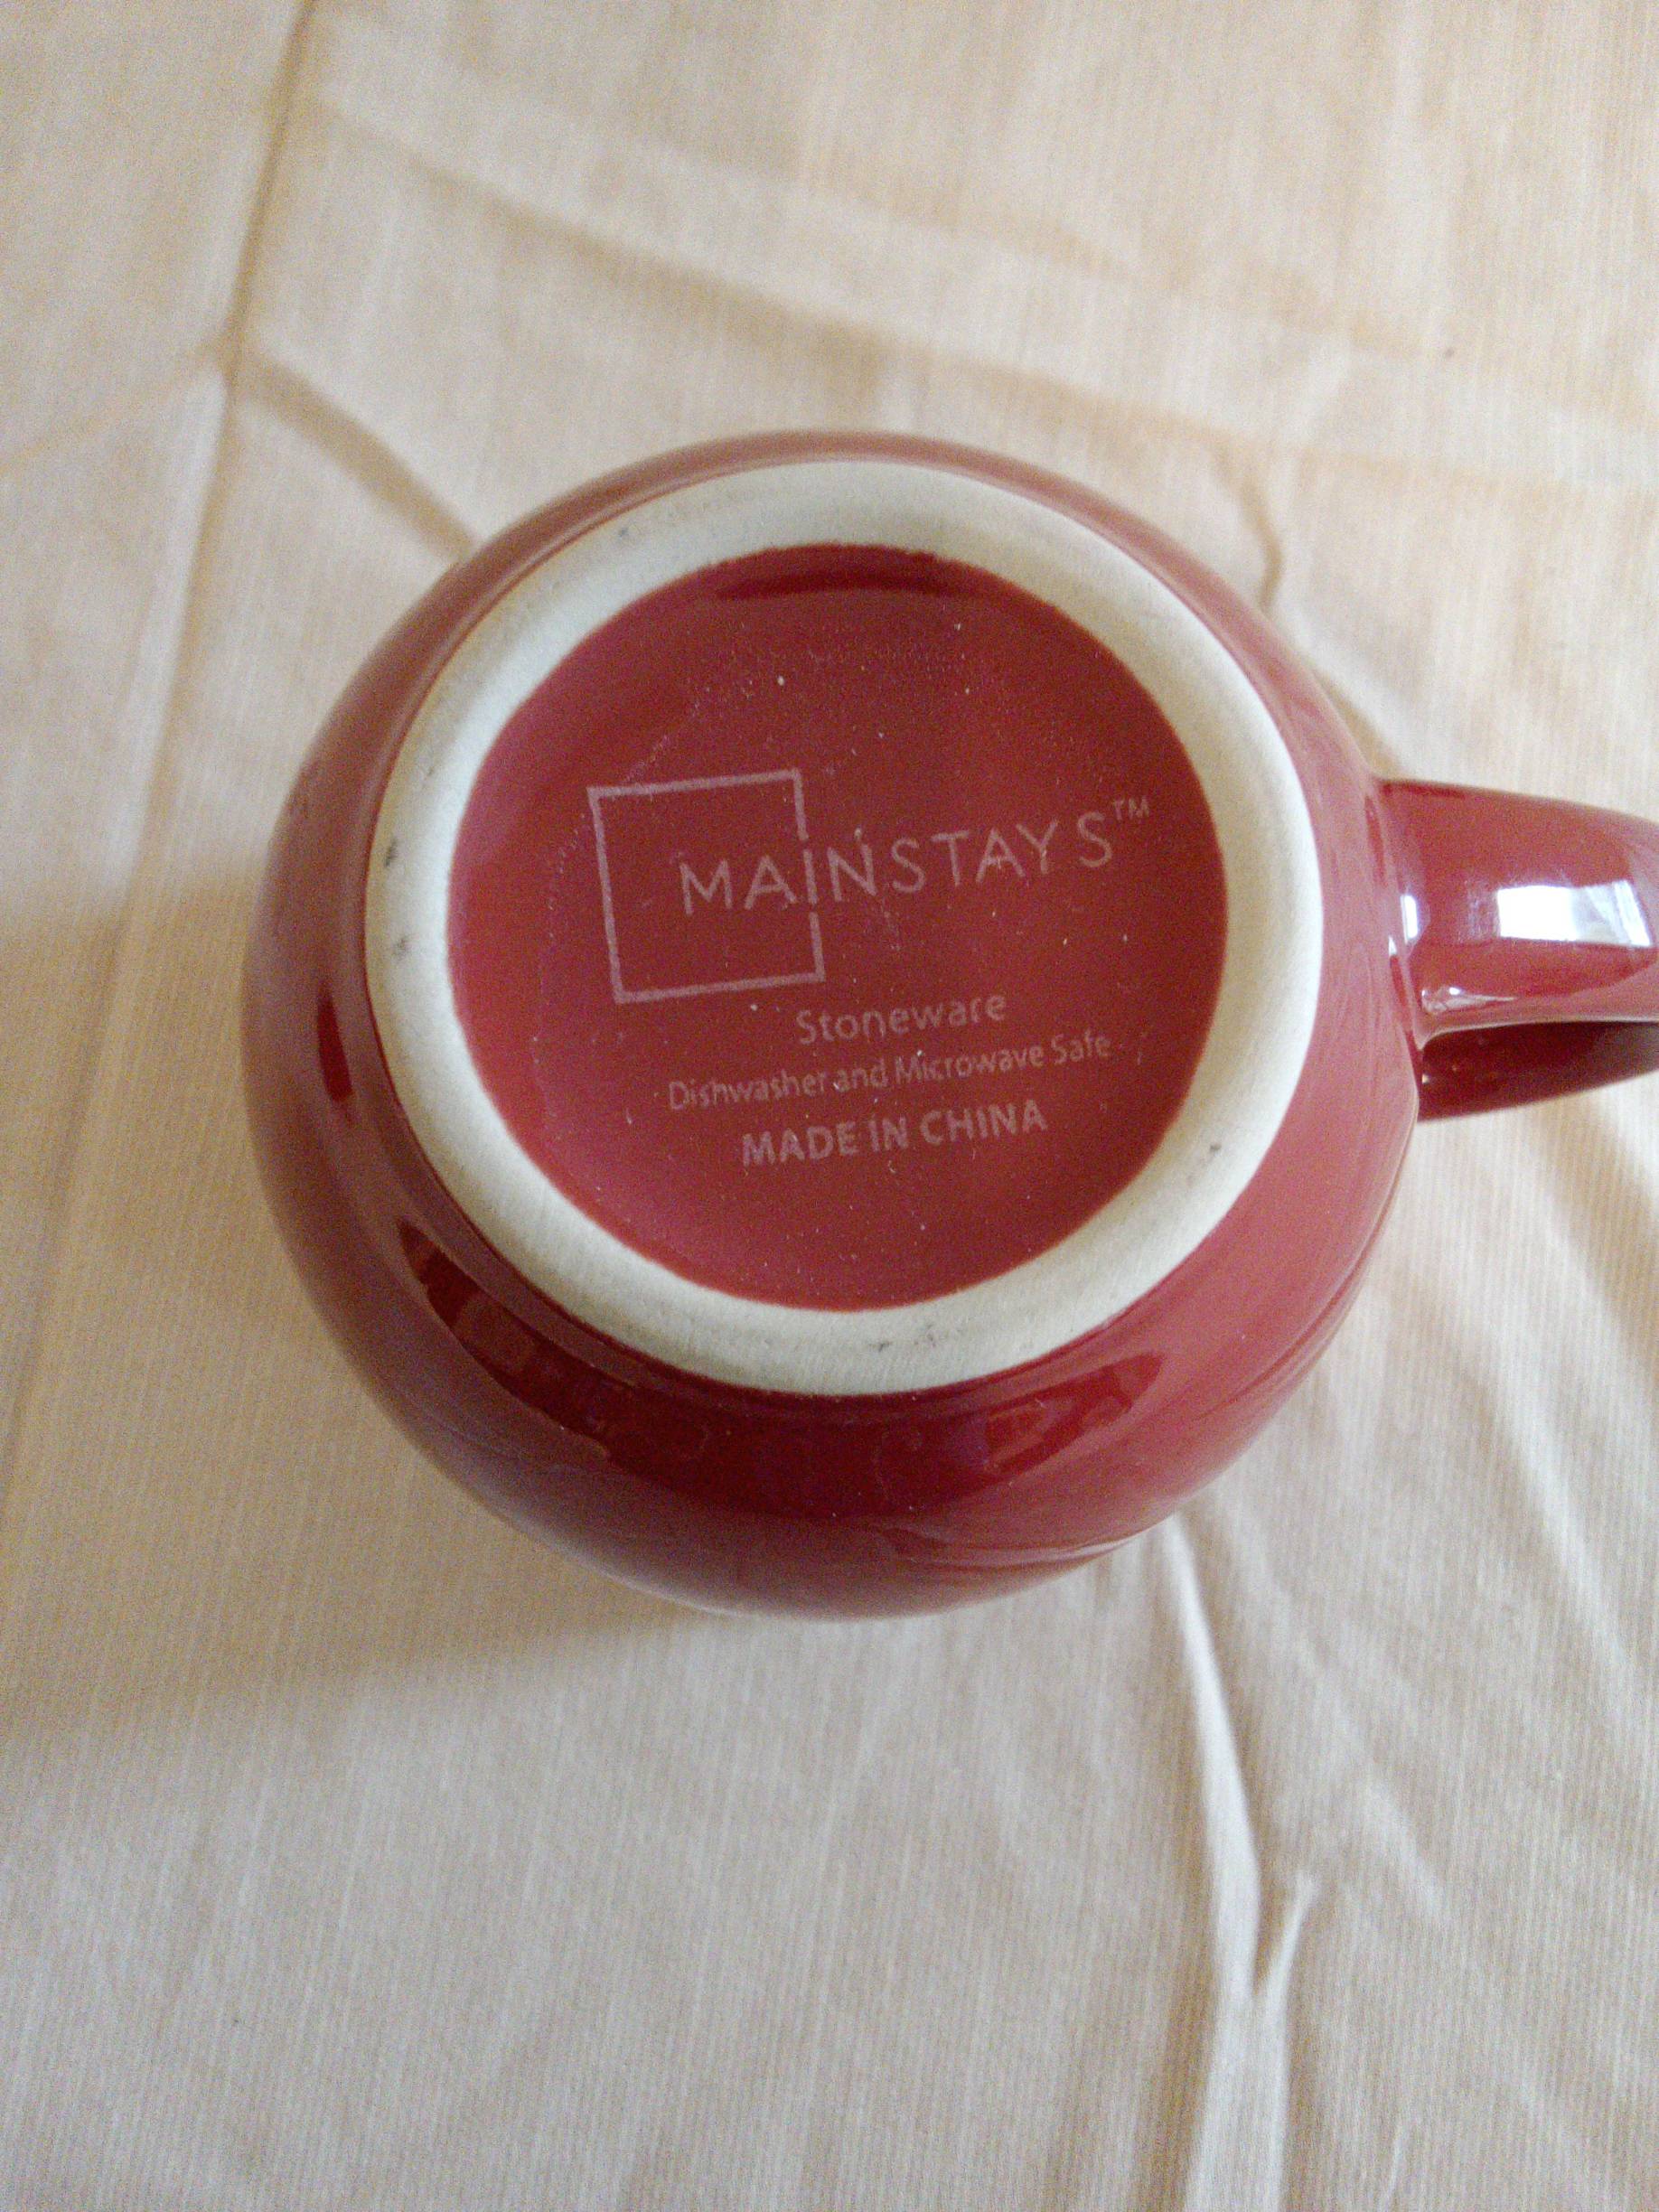 MAINSTAYS™
Stoneware
Dishwasher and Microwave Safe
MADE IN CHINA